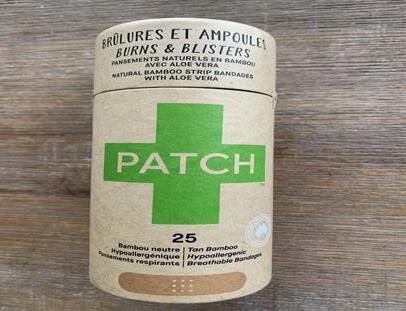 BRÛLURES ET AMPOULES
BURNS & BLISTERS
PANSEMENTS NATURELS EN BAMBOU
AVEC ALOE VERA
NATURAL BAMBOO STRIP BANDAGES
WITH ALOE VERA
PATCH
25
Bambou neutre | Tan Bamboo
Hypoallergénique | Hypoallergenic
Pansements respirants | Breathable Bandages